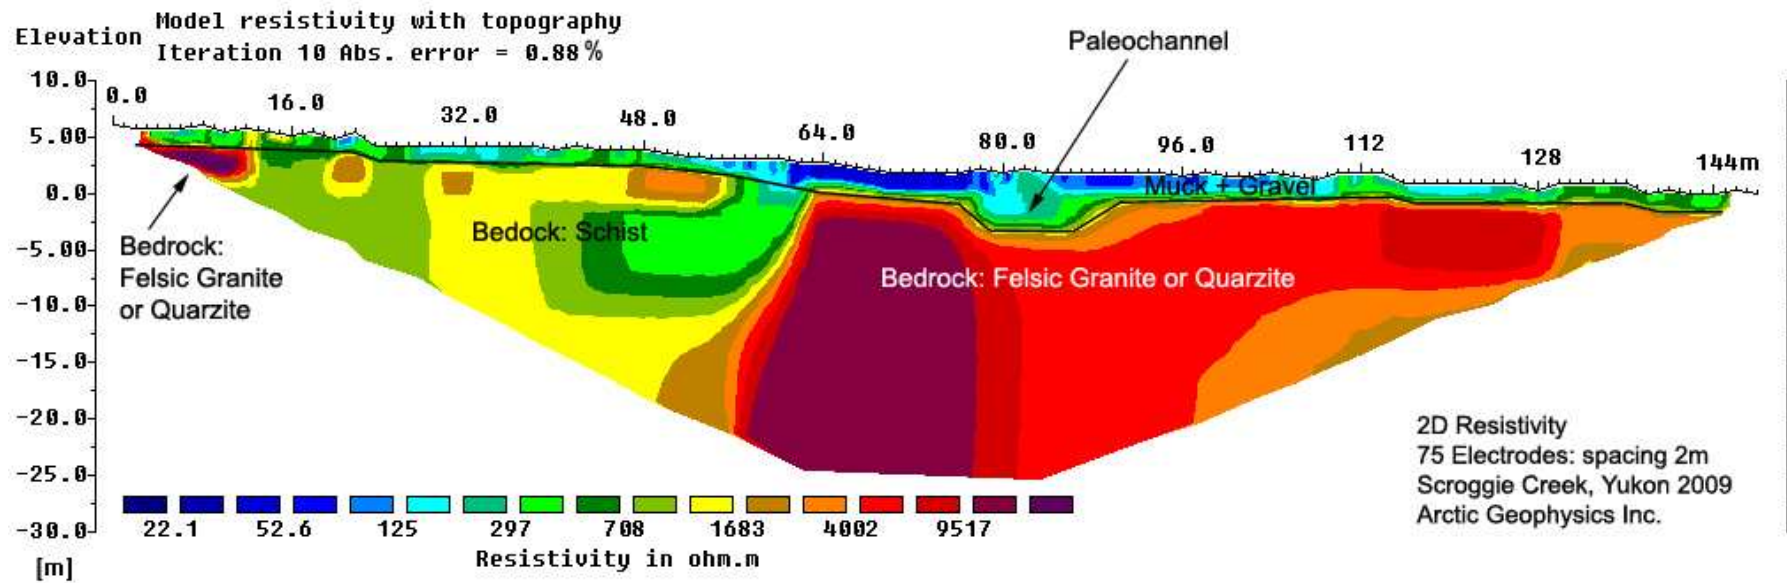 Model resistivity with topography
Elevation
Iteration 10 Abs. error = 0.88%
Paleochannel
10.0
0.0
16.0
32.0
48.0
64.0
80.0
96.0
112
128
144m
5.00
0.0
-5.00
-10.0
-15.0
-20.0
-25.0
-30.0
[m]
Muck + Gravel
Bedock: Schist
Bedrock:
Felsic Granite
or Quarzite
Bedrock: Felsic Granite or Quarzite
2D Resistivity
75 Electrodes: spacing 2m
Scroggie Creek, Yukon 2009
Arctic Geophysics Inc.
22.1 52.6 125 297 708 1683 4002 9517
Resistivity in ohm.m